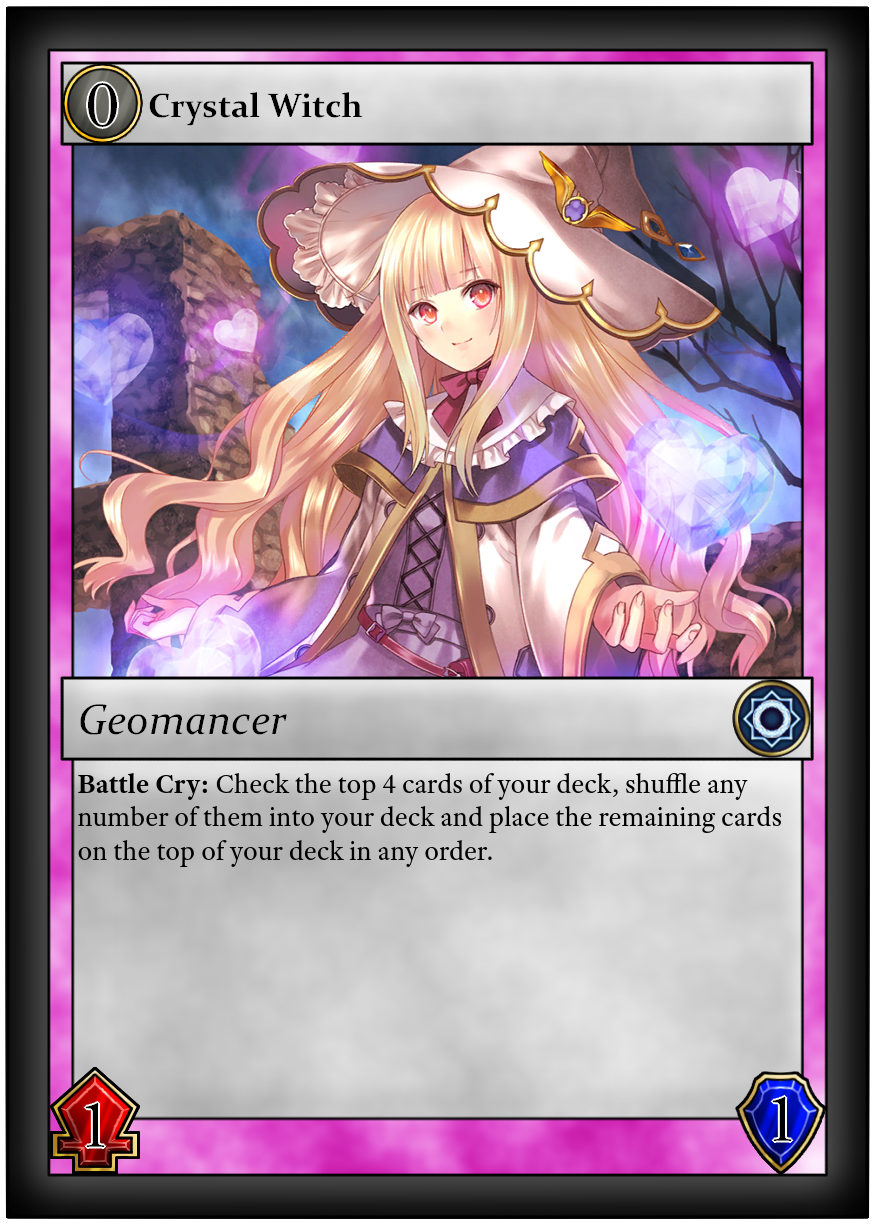 0
Crystal Witch
Geomancer
Battle Cry: Check the top 4 cards of your deck, shuffle any
number of them into your deck and place the remaining cards
on the top of your deck in any order.
1
1